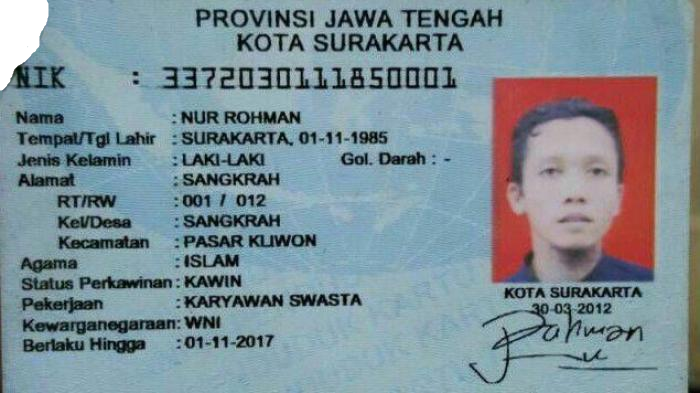 PROVINSI JAWA TENGAH
KOTA SURAKARTA
NIK : 3372030111850001
Nama : NUR ROHMAN
Tempat/Tgl Lahir : SURAKARTA, 01-11-1985
Jenis Kelamin : LAKI-LAKI Gol. Darah : -
Alamat : SANGKRAH
RT/RW : 001 / 012
Kel/Desa : SANGKRAH
Kecamatan : PASAR KLIWON
Agama : ISLAM
Status Perkawinan : KAWIN
Pekerjaan : KARYAWAN SWASTA
Kewarganegaraan: WNI
Berlaku Hingga : 01-11-2017
KOTA SURAKARTA
30-03-2012
Rahman